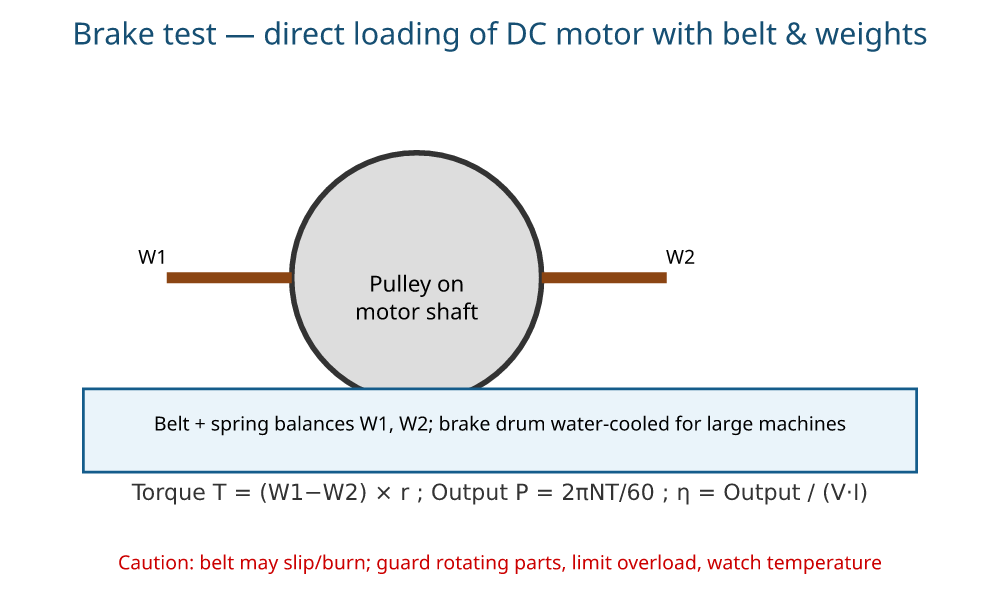 Brake test — direct loading of DC motor with belt & weights
W1
W2
Pulley on
motor shaft
Belt + spring balances W1, W2; brake drum water-cooled for large machines
Torque T = (W1−W2) × r ; Output P = 2πNT/60 ; η = Output / (V·I)
Caution: belt may slip/burn; guard rotating parts, limit overload, watch temperature